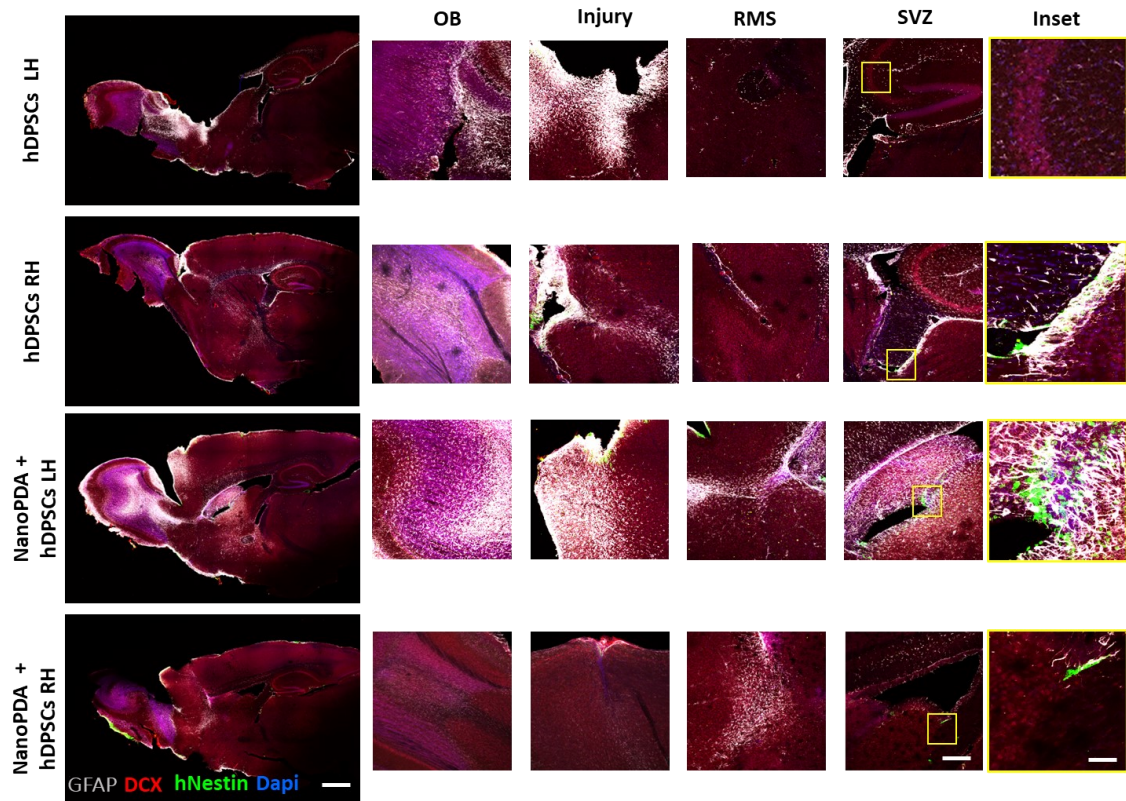 OB Injury RMS SVZ Inset
hDPSCs LH
hDPSCs RH
NanoPDA +
hDPSCs LH
NanoPDA +
hDPSCs RH
GFAP DCX hNestin Dapi